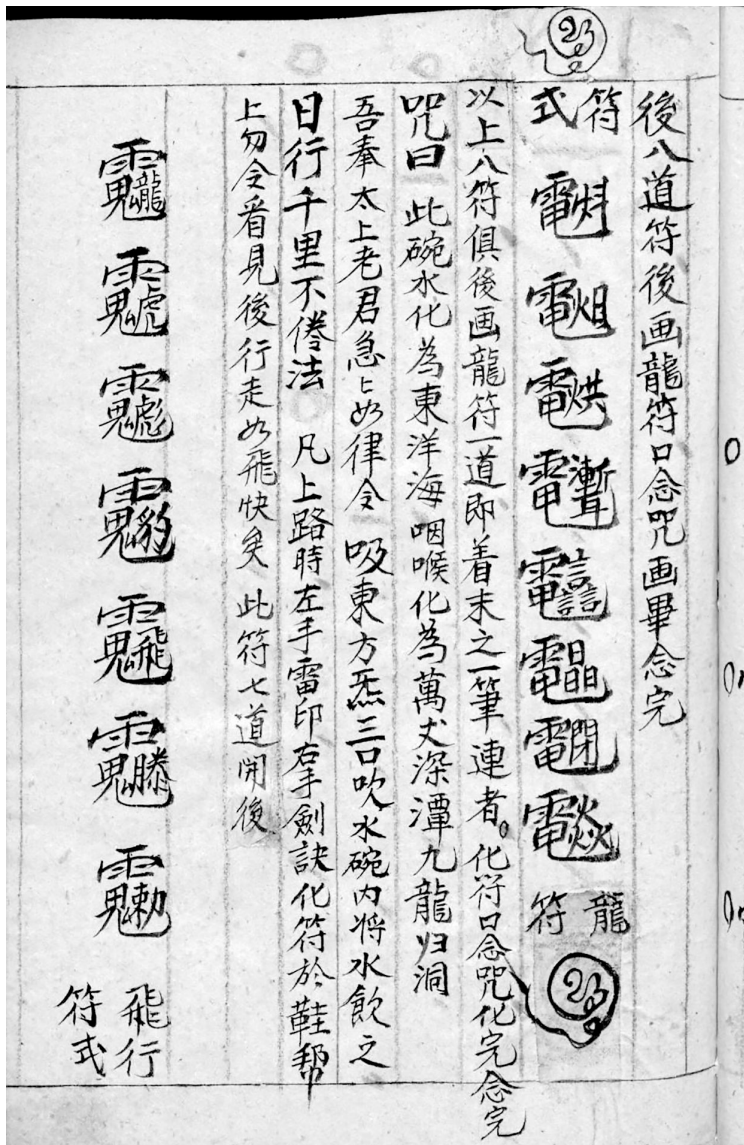 後八道符後画龍符口念咒画畢念完
符式
龍符
以上八符俱後画龍符一道即着末之一筆連者。化符口念咒化完念完
咒曰 此碗水化為東洋海咽喉化為萬丈深潭九龍归洞
吾奉太上老君急〻如律令 吸東方炁三口吹水碗内将水飲之
日行千里不倦法 凡上路時左手雷印右手劍訣化符於鞋帮
上勿令看見後行走如飛快矣 此符七道開後
飛行符式